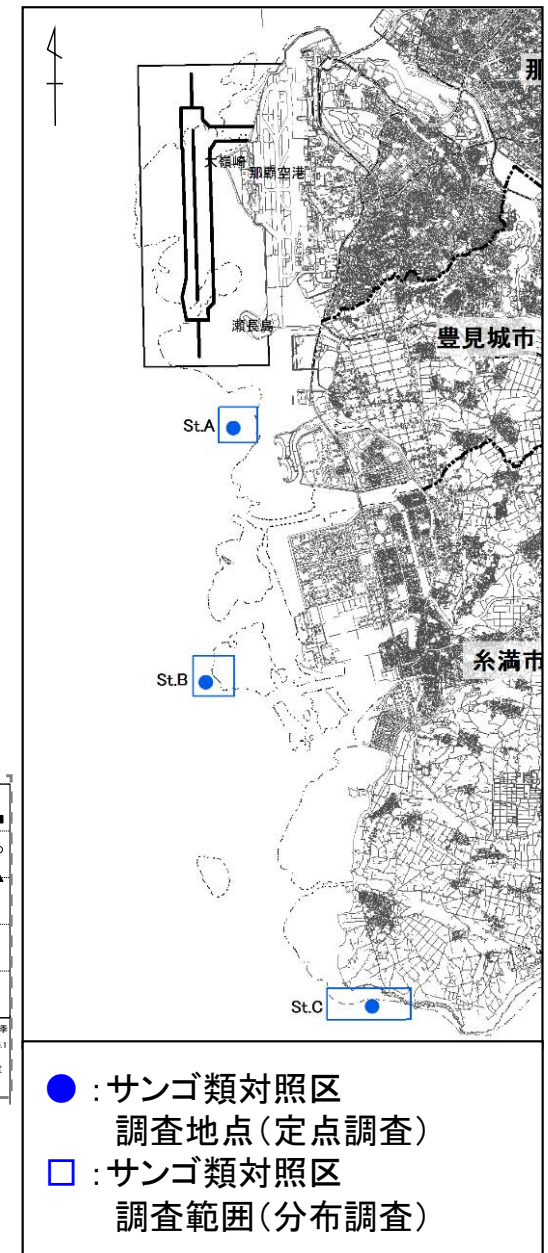 那
大嶺崎
那覇空港
瀬長島
豊見城市
St.A
St.B
糸満市
St.C
季
●:サンゴ類対照区
調査地点(定点調査)
□:サンゴ類対照区
調査範囲(分布調査)